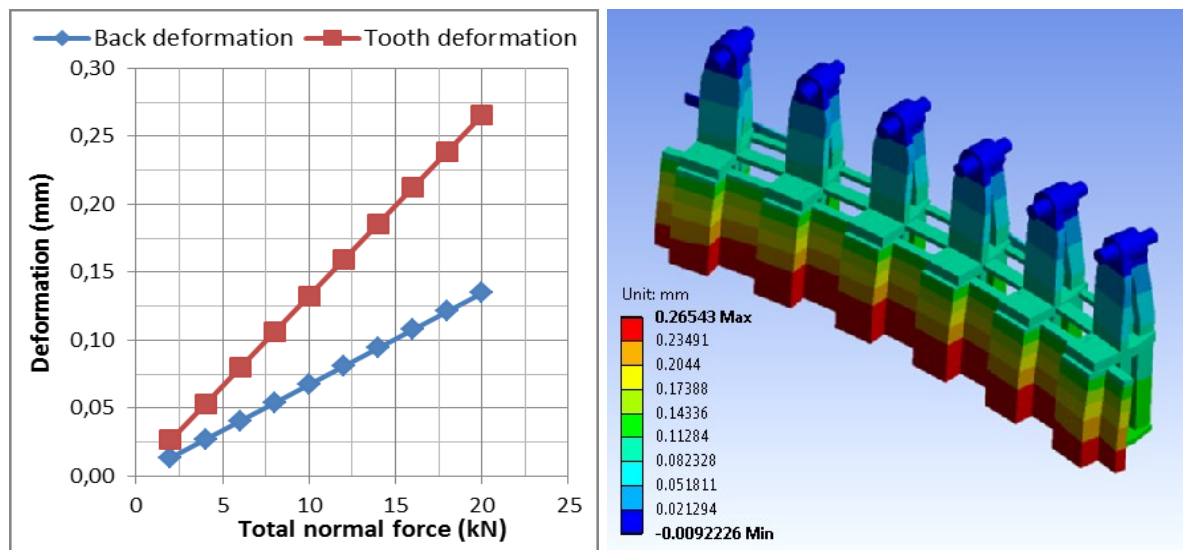 Back deformation Tooth deformation
0,30
0,25
0,20
0,15
0,10
0,05
0,00
Deformation (mm)
0 5 10 15 20 25
Total normal force (kN)
Unit: mm
0.26543 Max
0.23491
0.2044
0.17388
0.14336
0.11284
0.082328
0.051811
0.021294
-0.0092226 Min